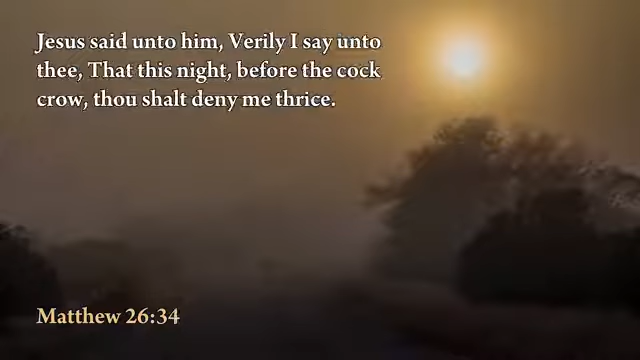 Jesus said unto him, Verily I say unto
thee, That this night, before the cock
crow, thou shalt deny me thrice.
Matthew 26:34